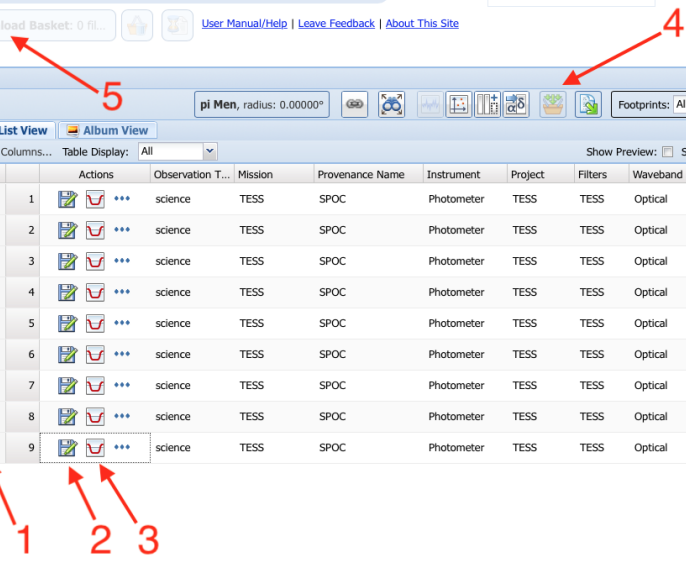 load Basket: 0 fil... User Manual/Help | Leave Feedback | About This Site
4
5
pi Men, radius: 0.00000° Footprints: Al
List View Album View
Columns... Table Display: All Show Preview: S
Actions Observation T... Mission Provenance Name Instrument Project Filters Waveband
1 science TESS SPOC Photometer TESS TESS Optical
2 science TESS SPOC Photometer TESS TESS Optical
3 science TESS SPOC Photometer TESS TESS Optical
4 science TESS SPOC Photometer TESS TESS Optical
5 science TESS SPOC Photometer TESS TESS Optical
6 science TESS SPOC Photometer TESS TESS Optical
7 science TESS SPOC Photometer TESS TESS Optical
8 science TESS SPOC Photometer TESS TESS Optical
9 science TESS SPOC Photometer TESS TESS Optical
1 2 3